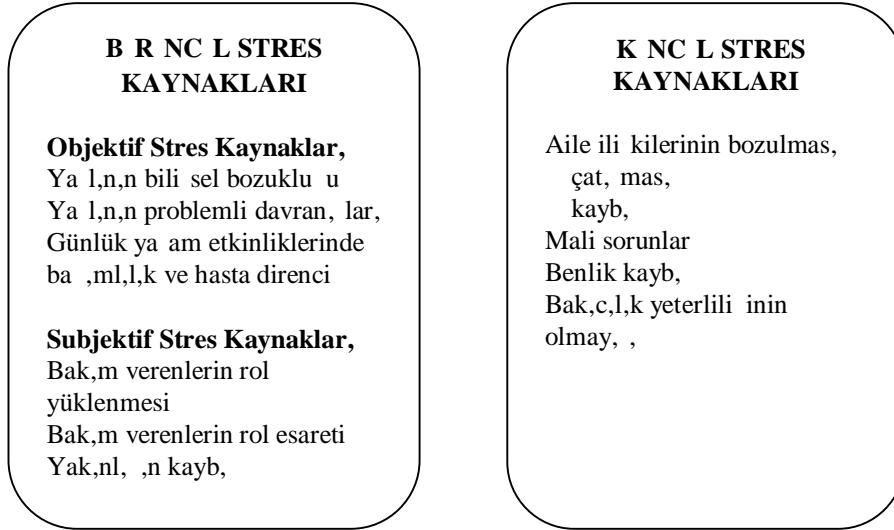 B R NC L STRES
KAYNAKLARI
Objektif Stres Kaynaklar,
Ya l,n,n bili sel bozuklu u
Ya l,n,n problemli davran, lar,
Günlük ya am etkinliklerinde
ba ,ml,l,k ve hasta direnci
Subjektif Stres Kaynaklar,
Bak,m verenlerin rol
yüklenmesi
Bak,m verenlerin rol esareti
Yak,nl, ,n kayb,
K NC L STRES
KAYNAKLARI
Aile ili kilerinin bozulmas,
çat, mas,
kayb,
Mali sorunlar
Benlik kayb,
Bak,c,l,k yeterlili inin
olmay, ,